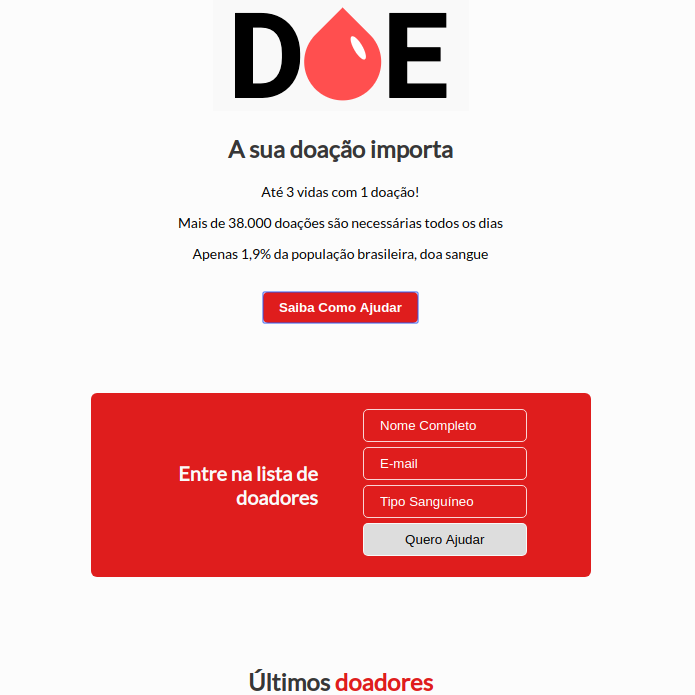 DOE
A sua doação importa
Até 3 vidas com 1 doação!
Mais de 38.000 doações são necessárias todos os dias
Apenas 1,9% da população brasileira, doa sangue
Saiba Como Ajudar
Entre na lista de
doadores
Nome Completo
E-mail
Tipo Sanguíneo
Quero Ajudar
Últimos doadores